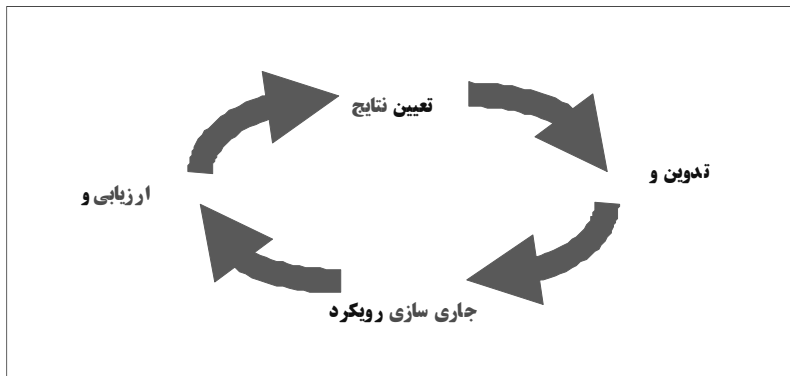 تعیین نتایج
تدوین و
ارزیابی و
جاری سازی رویکرد